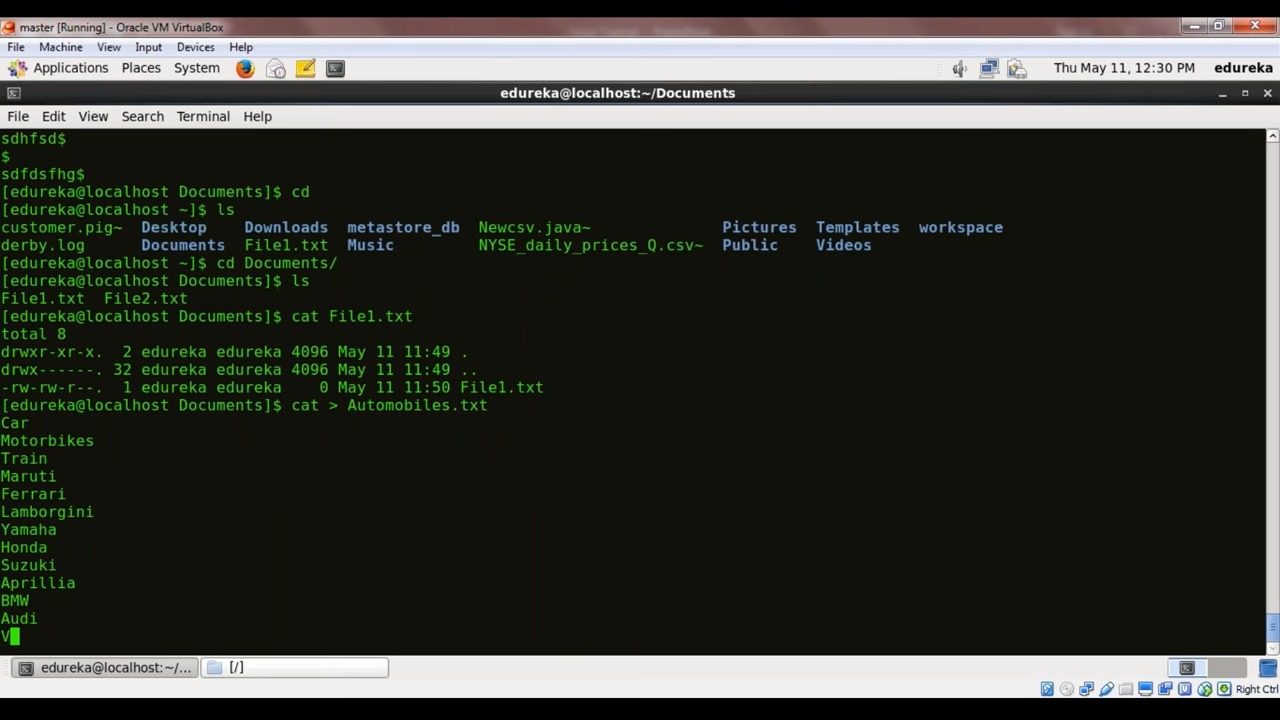 master [Running] - Oracle VM VirtualBox
File Machine View Input Devices Help
Applications Places System Thu May 11, 12:30 PM edureka
edureka@localhost:~/Documents
File Edit View Search Terminal Help
sdhfsd$
$
sdfdsfhg$
[edureka@localhost Documents]$ cd
[edureka@localhost ~]$ ls
customer.pig~ Desktop Downloads metastore_db Newcsv.java~ Pictures Templates workspace
derby.log Documents File1.txt Music NYSE_daily_prices_Q.csv~ Public Videos
[edureka@localhost ~]$ cd Documents/
[edureka@localhost Documents]$ ls
File1.txt File2.txt
[edureka@localhost Documents]$ cat File1.txt
total 8
drwxr-xr-x. 2 edureka edureka 4096 May 11 11:49 .
drwx------. 32 edureka edureka 4096 May 11 11:49 ..
-rw-rw-r--. 1 edureka edureka 0 May 11 11:50 File1.txt
[edureka@localhost Documents]$ cat > Automobiles.txt
Car
Motorbikes
Train
Maruti
Ferrari
Lamborgini
Yamaha
Honda
Suzuki
Aprillia
BMW
Audi
V
edureka@localhost:~/... [/]
Right Ctrl